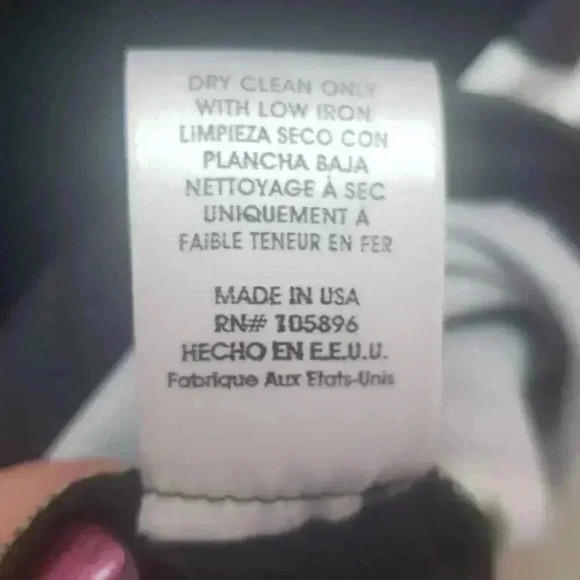 DRY CLEAN ONLY
WITH LOW IRON
LIMPIEZA SECO CON
PLANCHA BAJA
NETTOYAGE À SEC
UNIQUEMENT À
FAIBLE TENEUR EN FER
MADE IN USA
RN# 105896
HECHO EN E.E.U.U.
Fabrique Aux Etats-Unis